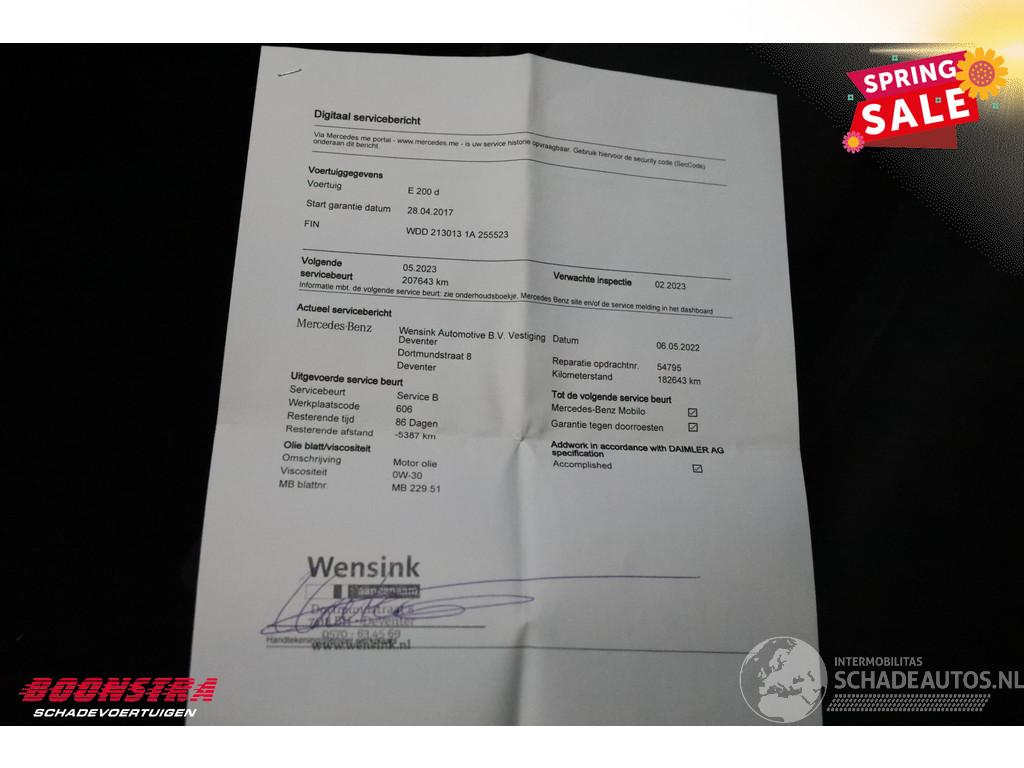 SPRING
SALE
Digitaal servicebericht
Via Mercedes me portal - www.mercedes.me - is uw service historie opvraagbaar. Gebruik hiervoor de security code (SecCode)
onderaan dit bericht.
Voertuiggegevens
Voertuig E 200 d
Start garantie datum 28.04.2017
FIN WDD 213013 1A 255523
Volgende servicebeurt 05.2023 207643 km Verwachte inspectie 02.2023
Informatie mbt. de volgende service beurt: zie onderhoudsboekje, Mercedes Benz site en/of de service melding in het dashboard
Actueel servicebericht
Mercedes-Benz Wensink Automotive B.V. Vestiging Datum 06.05.2022
Deventer
Dortmundstraat 8 Reparatie opdrachtnr. 54795
Deventer Kilometerstand 182643 km
Uitgevoerde service beurt Tot de volgende service beurt
Servicebeurt Service B Mercedes-Benz Mobilo
Werkplaatscode 606 Garantie tegen doorroesten
Resterende tijd 86 Dagen
Resterende afstand -5387 km Addwork in accordance with DAIMLER AG
specification
Olie blatt/viscositeit Accomplished
Omschrijving Motor olie
Viscositeit 0W-30
MB blattnr. MB 229.51
Wensink
Dortmundstraat 8
Deventer
0570 - 63 45 69
Handtekening
www.wensink.nl
BOONSTRA
SCHADEVOERTUIGEN
INTERMOBILITAS
SCHADEAUTOS.NL